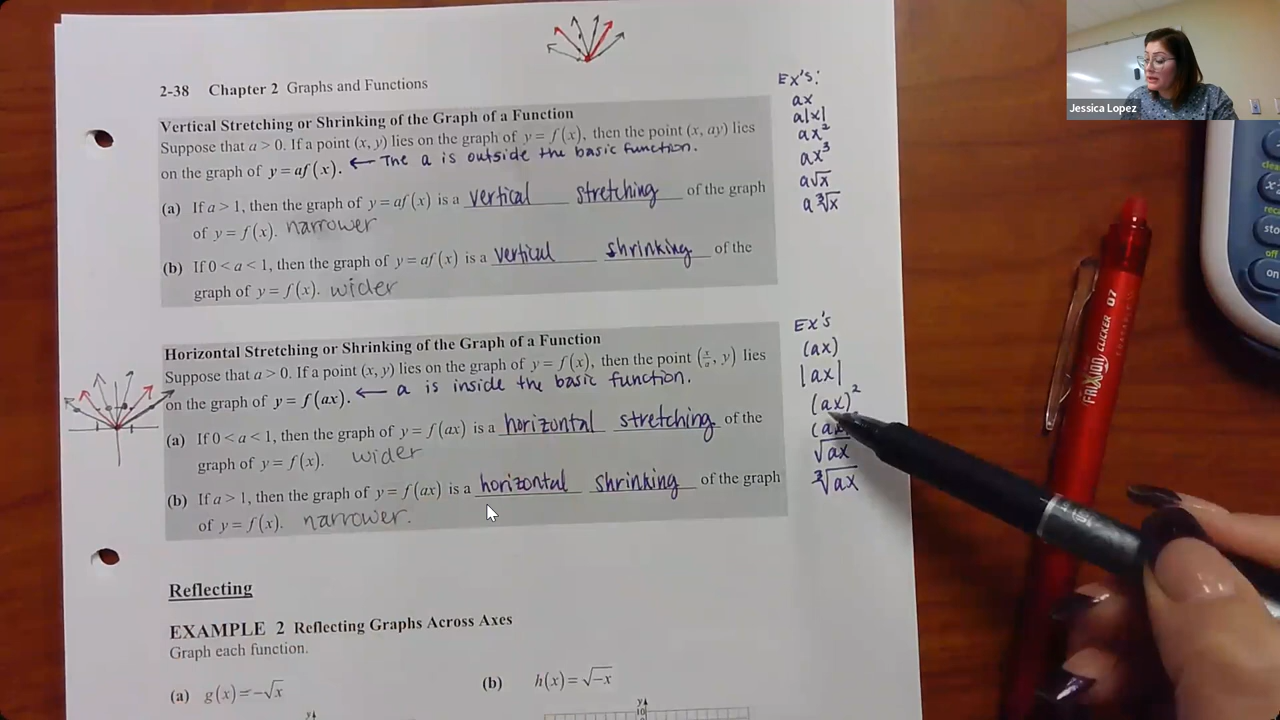 2-38 Chapter 2 Graphs and Functions
Ex's:
Vertical Stretching or Shrinking of the Graph of a Function
ax
Suppose that a > 0. If a point (x, y) lies on the graph of y = f(x), then the point (x, ay) lies
a|x|
on the graph of y = af(x). ← The a is outside the basic function.
ax²
ax³
(a) If a > 1, then the graph of y = af(x) is a vertical stretching of the graph
a√x
of y = f(x). narrower
a∛x
(b) If 0 < a < 1, then the graph of y = af(x) is a vertical shrinking of the
graph of y = f(x). wider
Ex's
Horizontal Stretching or Shrinking of the Graph of a Function
(ax)
Suppose that a > 0. If a point (x, y) lies on the graph of y = f(x), then the point (x/a, y) lies
|ax|
on the graph of y = f(ax). ← a is inside the basic function.
(ax)²
(a) If 0 < a < 1, then the graph of y = f(ax) is a horizontal stretching of the
(ax
graph of y = f(x). wider
√ax
(b) If a > 1, then the graph of y = f(ax) is a horizontal shrinking of the graph
∛ax
of y = f(x). narrower.
Reflecting
EXAMPLE 2 Reflecting Graphs Across Axes
Graph each function.
(a) g(x) = -√x (b) h(x) = √-x
y
y
10
Jessica Lopez
FRIXION CLICKER 07
sto
off
on